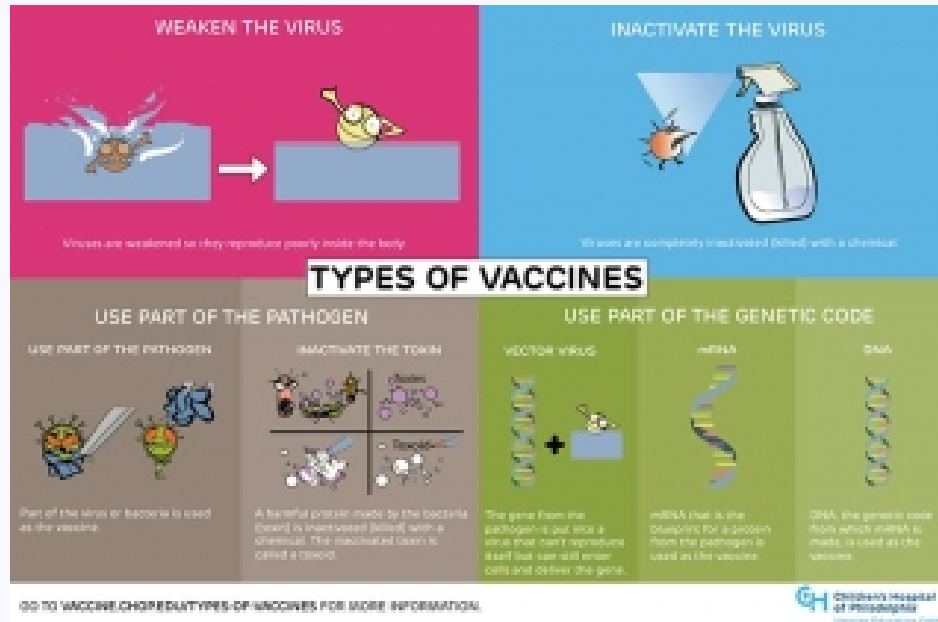 WEAKEN THE VIRUS
Viruses are weakened so they reproduce poorly inside the body.
INACTIVATE THE VIRUS
Viruses are completely inactivated (killed) with a chemical.
TYPES OF VACCINES
USE PART OF THE PATHOGEN
USE PART OF THE PATHOGEN
Part of the virus or bacteria is used
as the vaccine.
INACTIVATE THE TOXIN
Toxins
Toxoids
A harmful protein made by the bacteria
(toxin) is inactivated (killed) with a
chemical. The inactivated toxin is
called a toxoid.
USE PART OF THE GENETIC CODE
VECTOR VIRUS
+
The gene from the
pathogen is put into a
virus that can't reproduce
itself but can still enter
cells and deliver the gene.
mRNA
mRNA that is the
blueprint for a protein
from the pathogen is
used as the vaccine.
DNA
DNA, the genetic code
from which mRNA is
made, is used as the
vaccine.
GO TO VACCINE.CHOP.EDU/TYPES-OF-VACCINES FOR MORE INFORMATION.
CH
Children's Hospital
of Philadelphia
Vaccine Education Center